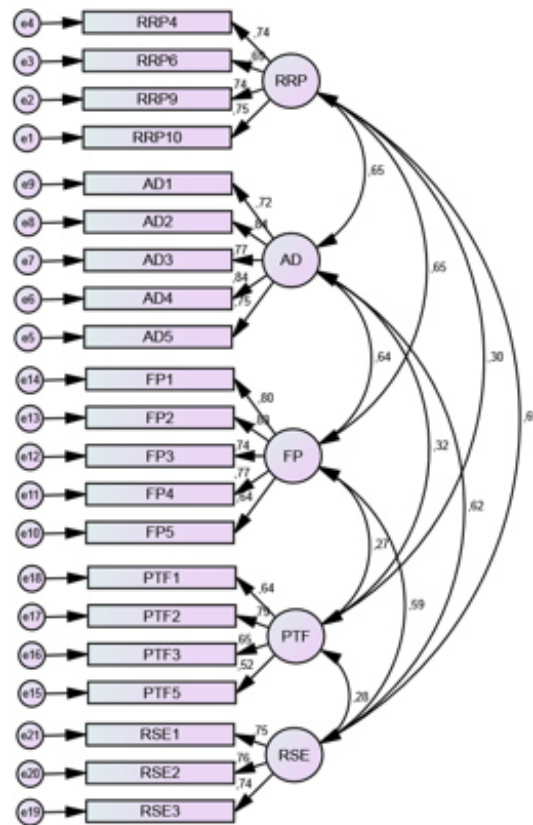 e4 RRP4 ,74
e3 RRP6 RRP
e2 RRP9 ,74
e1 RRP10 ,75
e9 AD1 ,65
,72
e8 AD2
e7 AD3 ,77 AD ,65
e6 AD4 ,84
e5 AD5 ,75
,64 ,30
e14 FP1
,80
e13 FP2
e12 FP3 ,74 FP ,32
e11 FP4 ,77
e10 FP5 ,64 ,62
,27
e18 PTF1 ,64
,59
e17 PTF2
e16 PTF3 ,65 PTF
e15 PTF5 ,52
,28
e21 RSE1 ,75
e20 RSE2 ,76 RSE
e19 RSE3 ,74